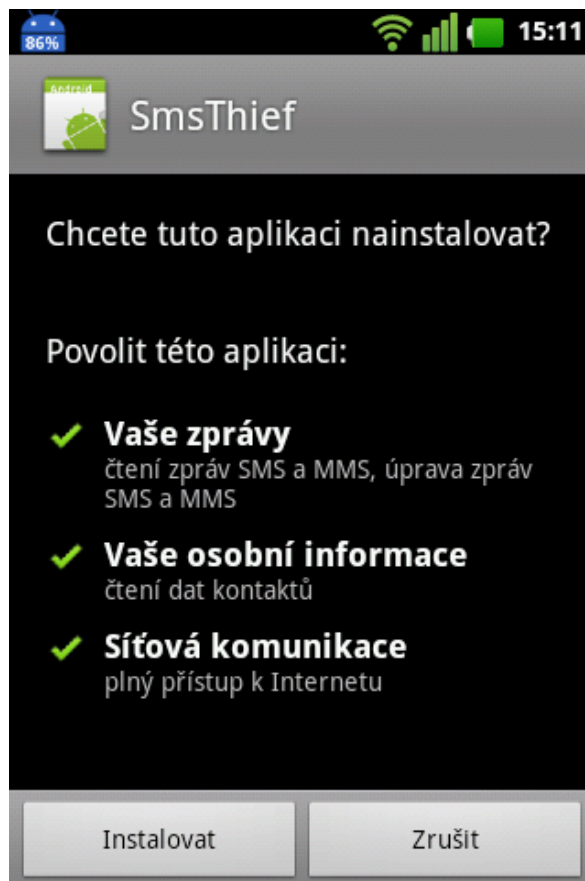 86%
15:11
Android
SmsThief
Chcete tuto aplikaci nainstalovat?
Povolit této aplikaci:
Vaše zprávy
čtení zpráv SMS a MMS, úprava zpráv
SMS a MMS
Vaše osobní informace
čtení dat kontaktů
Síťová komunikace
plný přístup k Internetu
Instalovat
Zrušit